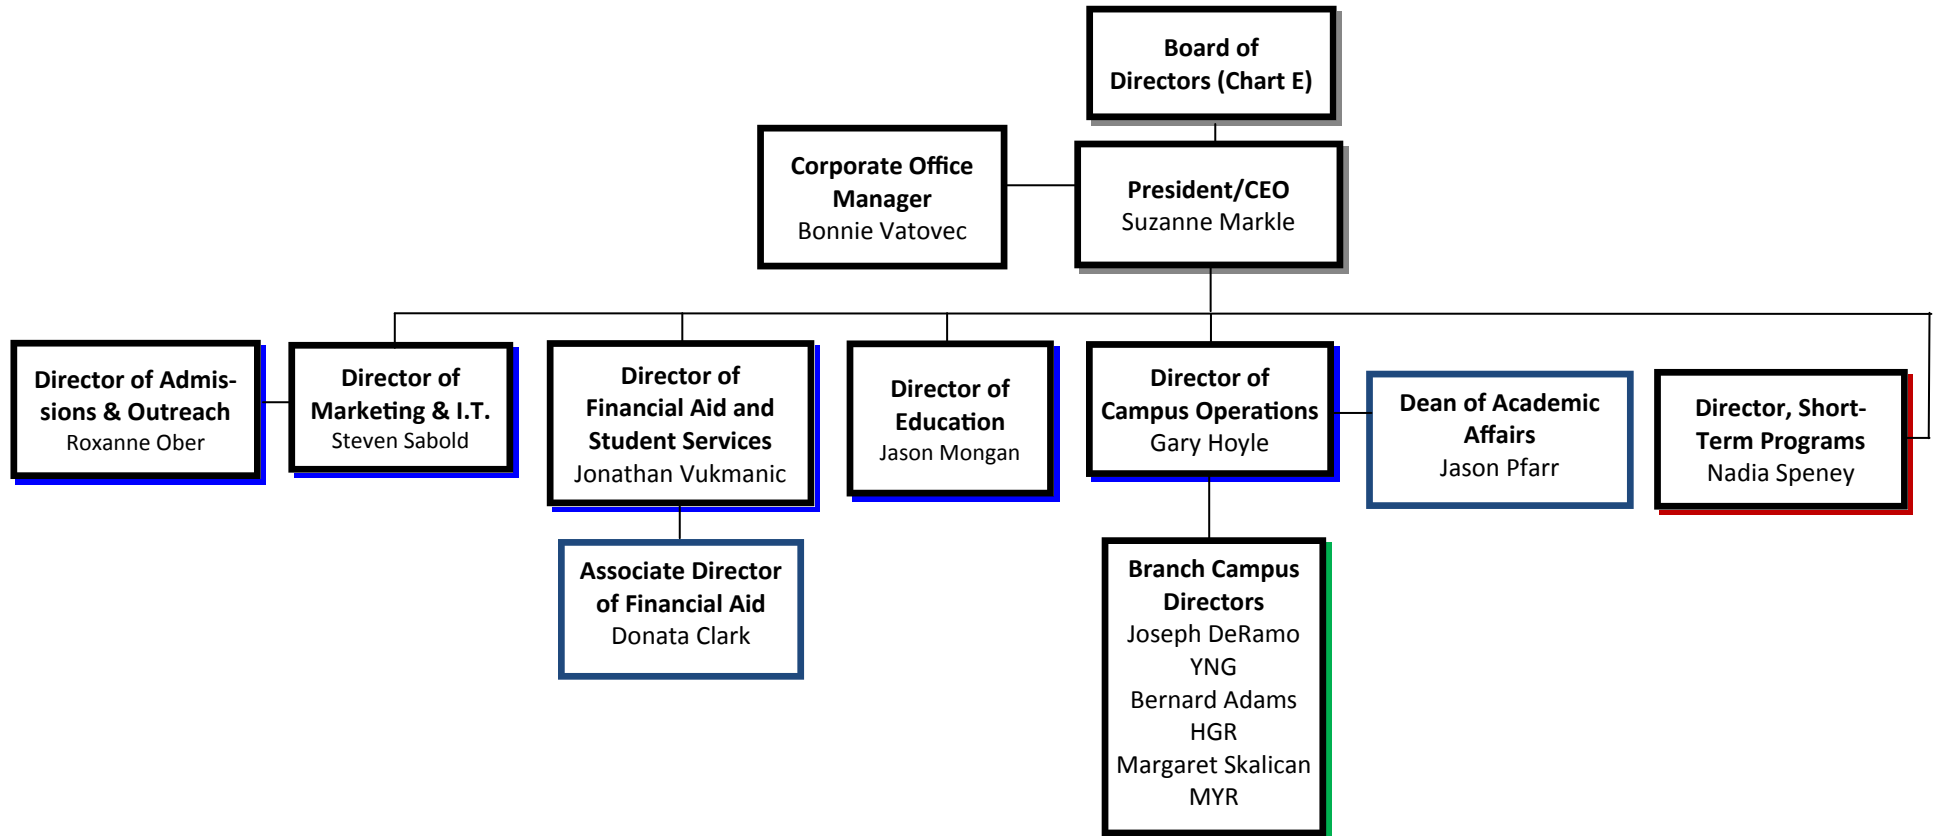 Board of
Directors (Chart E)
Corporate Office
Manager
Bonnie Vatovec
President/CEO
Suzanne Markle
Director of Admis-
sions & Outreach
Roxanne Ober
Director of
Marketing & I.T.
Steven Sabold
Director of
Financial Aid and
Student Services
Jonathan Vukmanic
Director of
Education
Jason Mongan
Director of
Campus Operations
Gary Hoyle
Dean of Academic
Affairs
Jason Pfarr
Director, Short-
Term Programs
Nadia Speney
Associate Director
of Financial Aid
Donata Clark
Branch Campus
Directors
Joseph DeRamo
YNG
Bernard Adams
HGR
Margaret Skalican
MYR